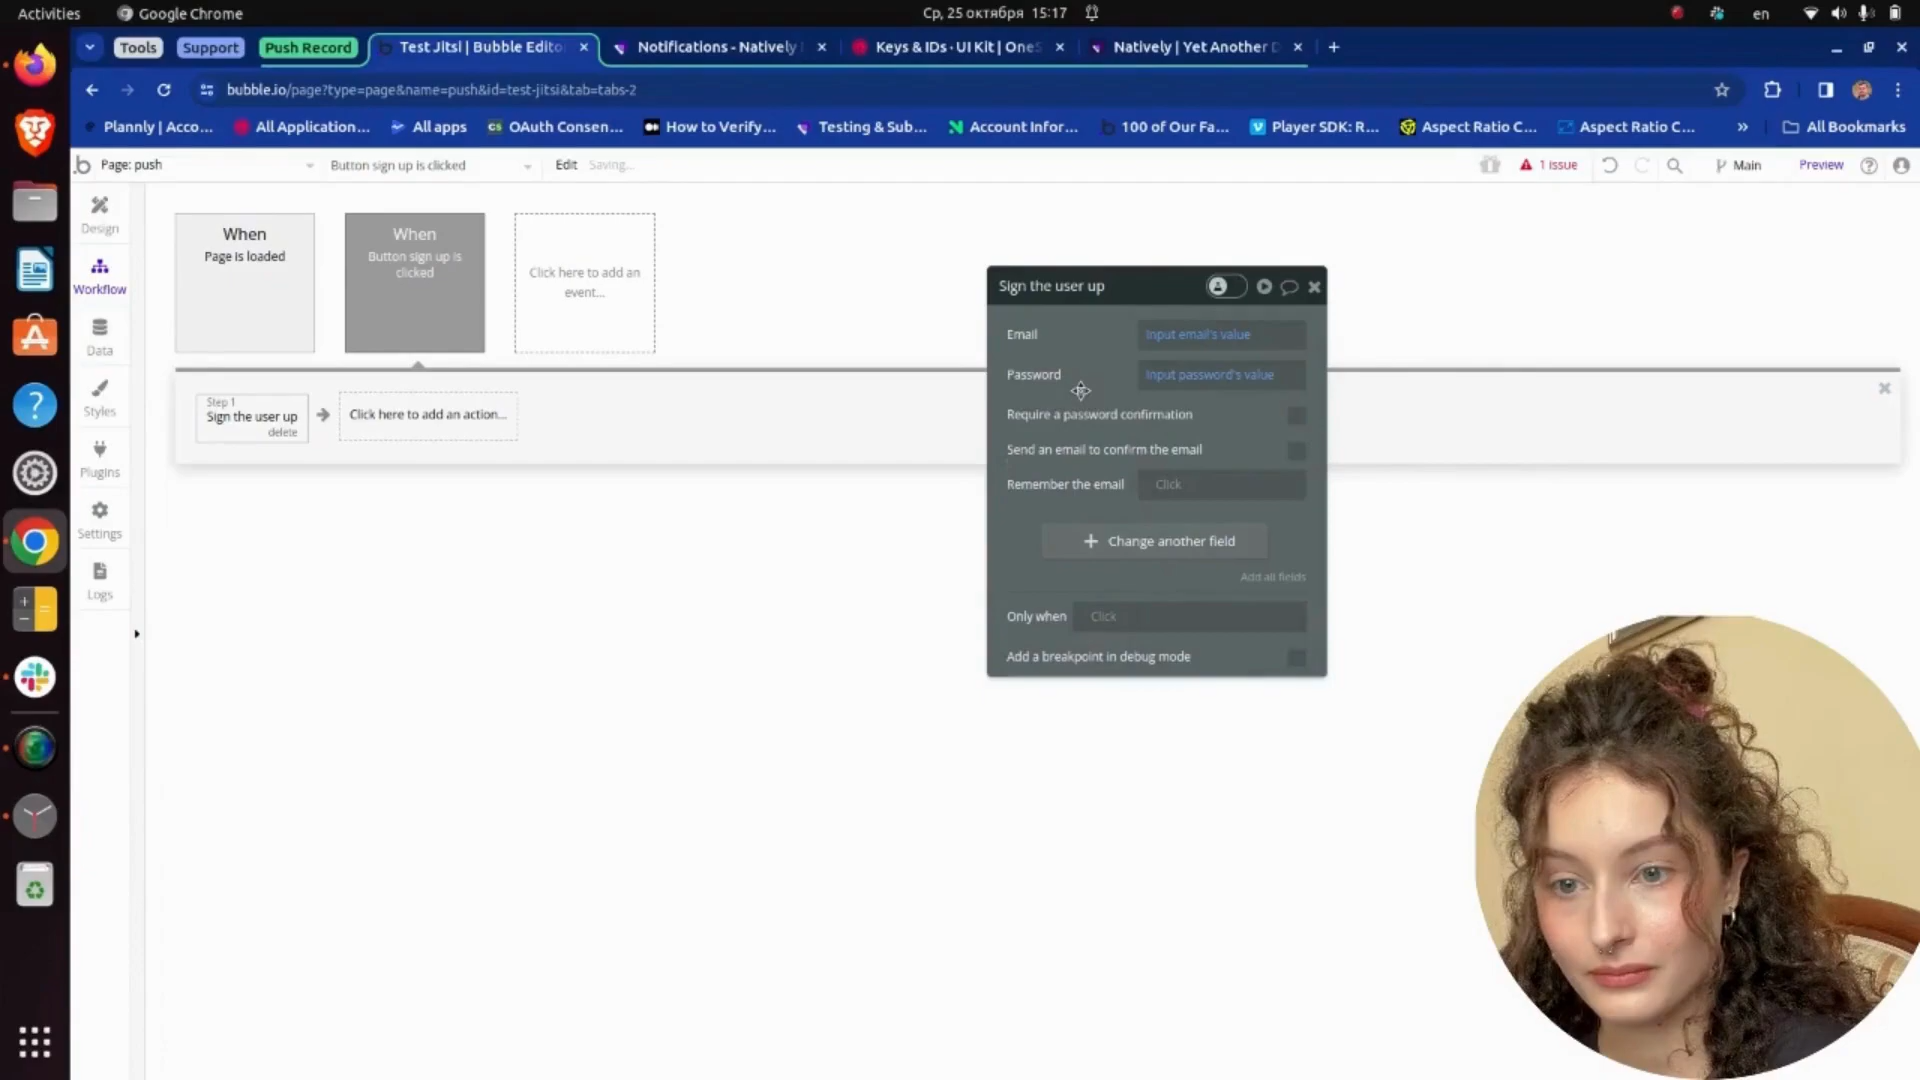 Activities
Google Chrome
Ср, 25 октября 15:17
en
Tools
Support
Push Record
Test Jitsi | Bubble Edito
Notifications - Natively
Keys & IDs · UI Kit | OneS
Natively | Yet Another D
bubble.io/page?type=page&name=push&id=test-jitsi&tab=tabs-2
Plannly | Acco...
All Application...
All apps
CS OAuth Consen...
How to Verify...
Testing & Sub...
Account Infor...
100 of Our Fa...
Player SDK: R...
Aspect Ratio C...
Aspect Ratio C...
»
All Bookmarks
Page: push
Button sign up is clicked
Edit
Saving...
1 issue
Main
Preview
Design
Workflow
Data
Styles
Plugins
Settings
Logs
When
Page is loaded
When
Button sign up is
clicked
Click here to add an
event...
Step 1
Sign the user up
delete
Click here to add an action...
Sign the user up
Email
Input email's value
Password
Input password's value
Require a password confirmation
Send an email to confirm the email
Remember the email
Click
+ Change another field
Add all fields
Only when
Click
Add a breakpoint in debug mode